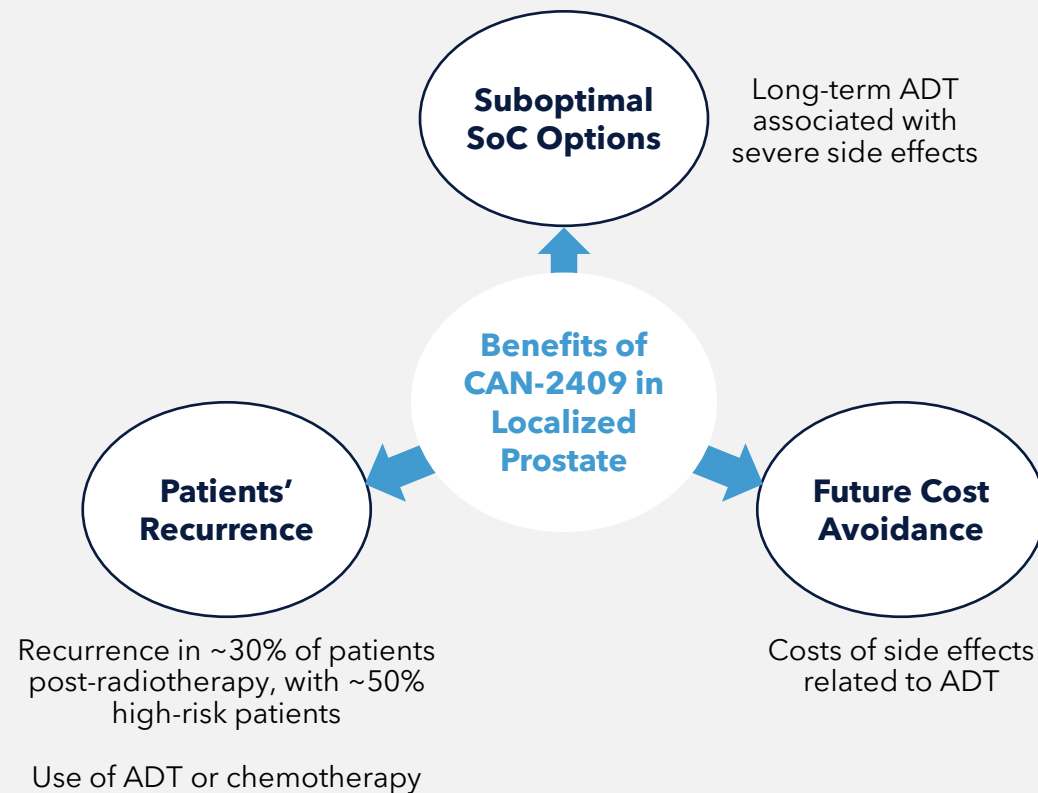 Suboptimal
SoC Options
Long-term ADT
associated with
severe side effects
Benefits of
CAN-2409 in
Localized
Prostate
Patients’
Recurrence
Recurrence in ~30% of patients
post-radiotherapy, with ~50%
high-risk patients
Use of ADT or chemotherapy
Future Cost
Avoidance
Costs of side effects
related to ADT